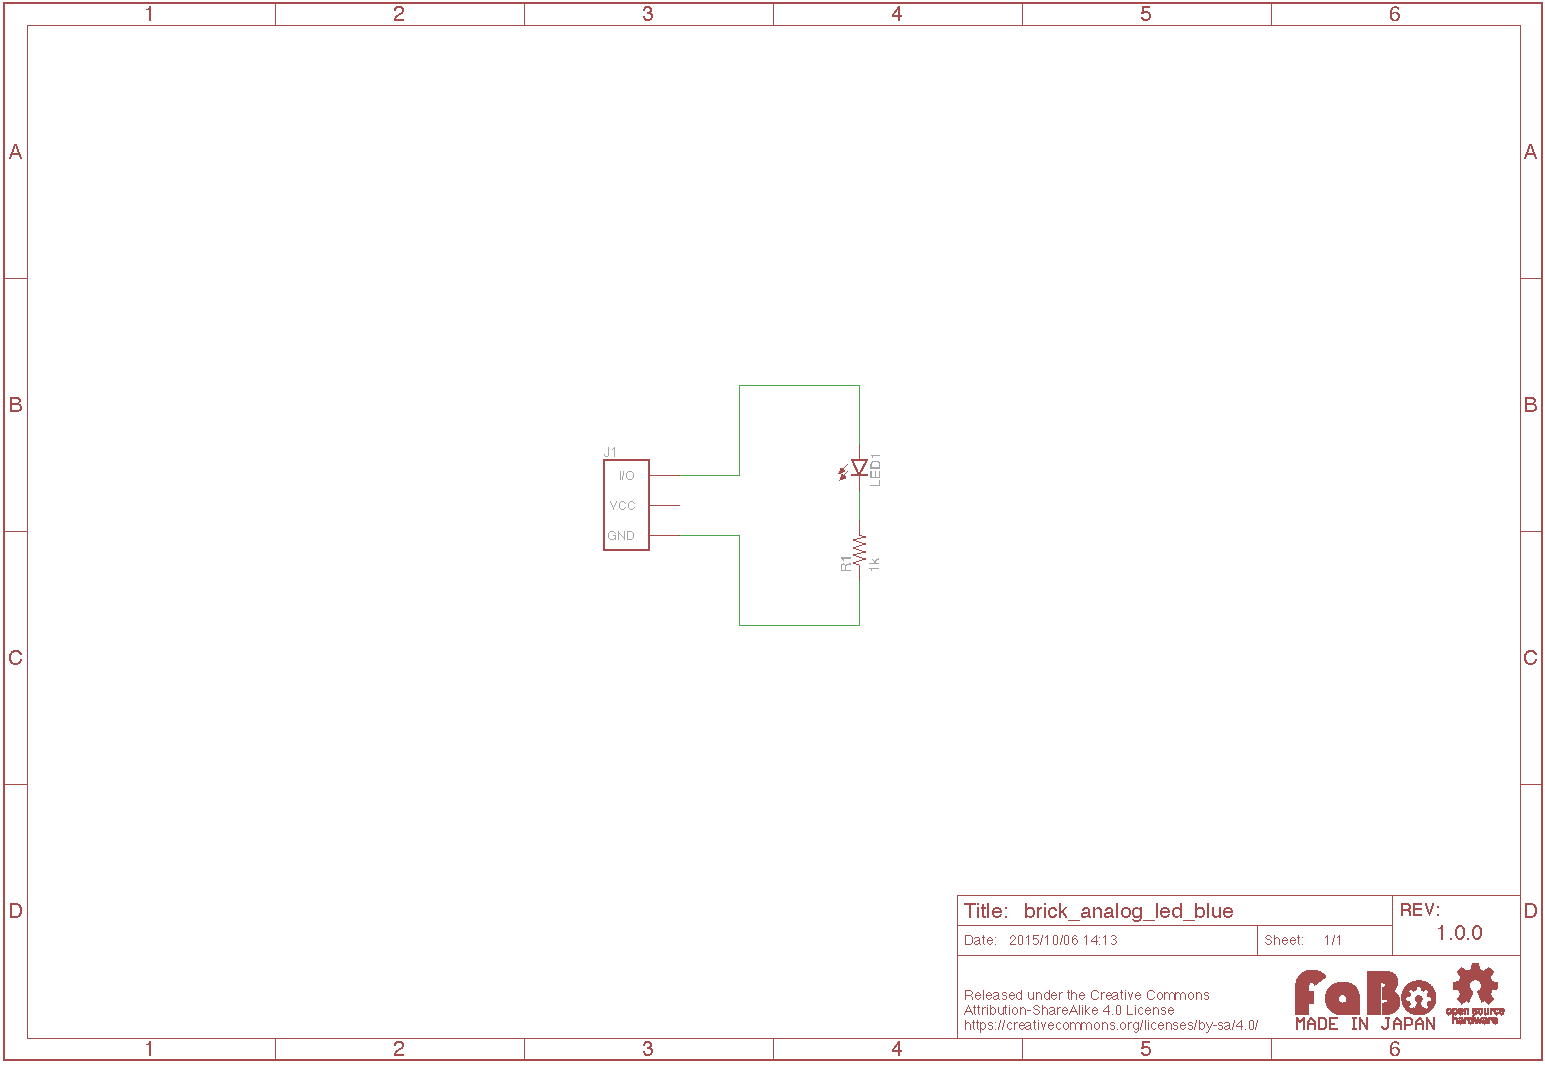 1 2 3 4 5 6
A A
B B
J1
I/O
VCC
GND
LED1
R1
1k
C C
D D
Title: brick_analog_led_blue
REV:
1.0.0
Date: 2015/10/06 14:13
Sheet: 1/1
Released under the Creative Commons
Attribution-ShareAlike 4.0 License
https://creativecommons.org/licenses/by-sa/4.0/
FaBo
MADE IN JAPAN
open source
hardware
1 2 3 4 5 6